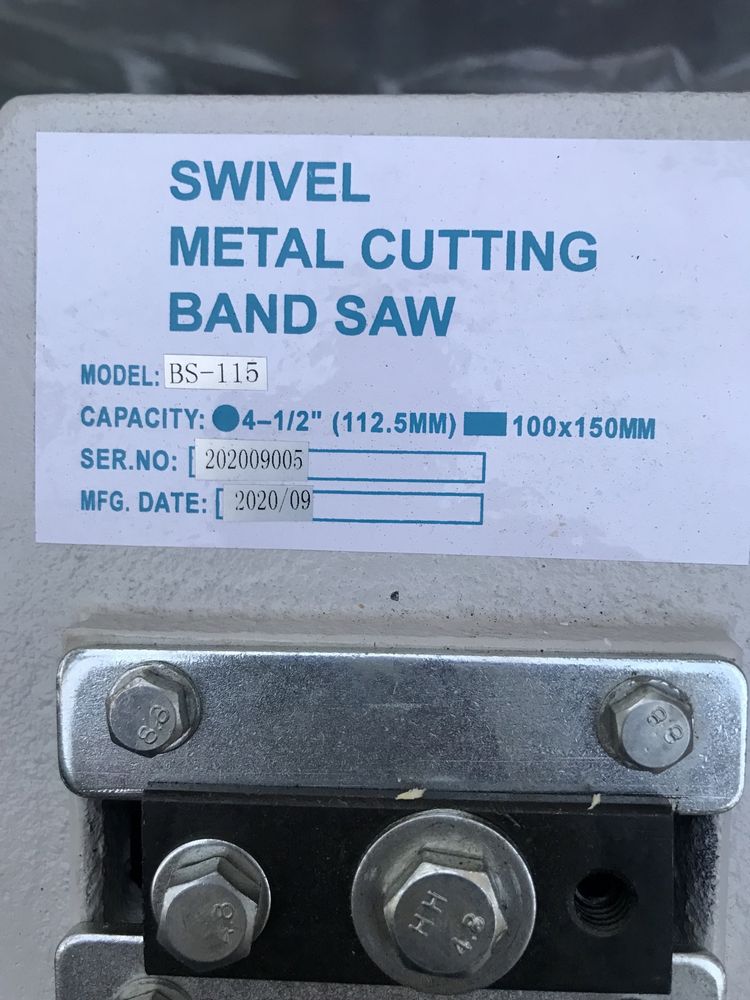 SWIVEL
METAL CUTTING
BAND SAW
MODEL: BS-115
CAPACITY: 4-1/2" (112.5MM) 100x150MM
SER.NO: 202009005
MFG. DATE: 2020/09
8.8
8.8
4.8
HH
4.8